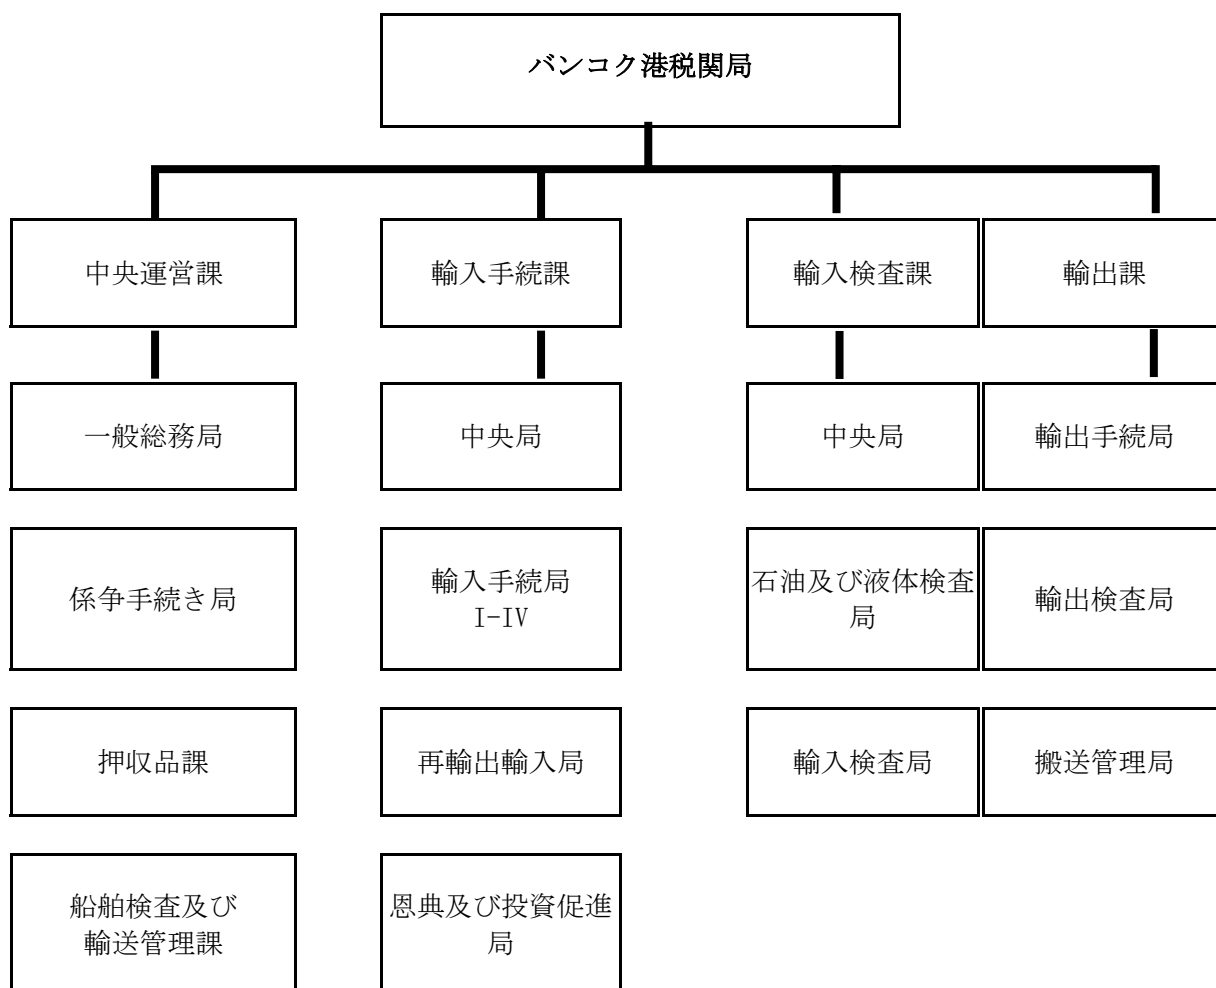 バンコク港税関局
中央運営課
輸入手続課
輸入検査課
輸出課
一般総務局
中央局
中央局
輸出手続局
係争手続き局
輸入手続局
I-IV
石油及び液体検査
局
輸出検査局
押収品課
再輸出輸入局
輸入検査局
搬送管理局
船舶検査及び
輸送管理課
恩典及び投資促進
局